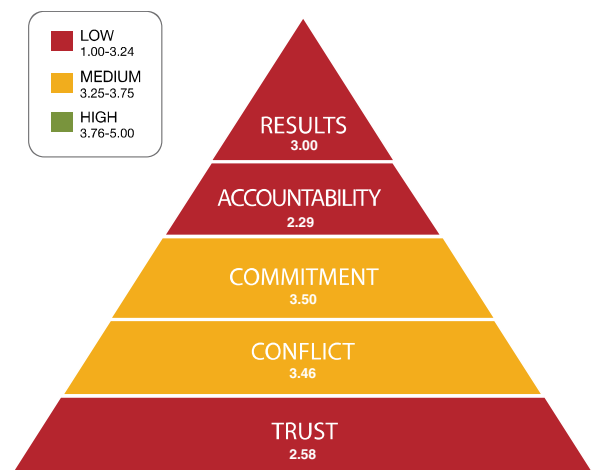 LOW
1.00-3.24
MEDIUM
3.25-3.75
HIGH
3.76-5.00
RESULTS
3.00
ACCOUNTABILITY
2.29
COMMITMENT
3.50
CONFLICT
3.46
TRUST
2.58